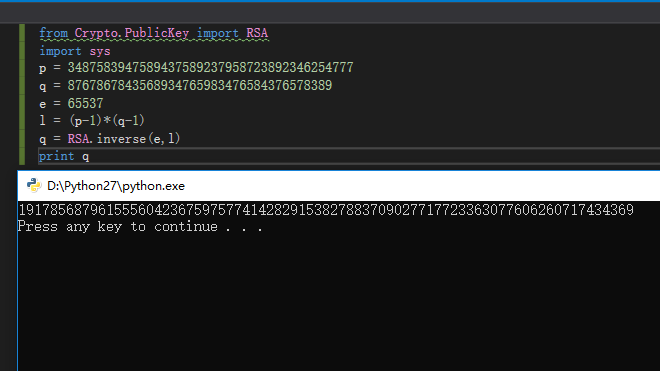 from Crypto.PublicKey import RSA
import sys
p = 3487583947589437589237958723892346254777
q = 8767867843568934765983476584376578389
e = 65537
l = (p-1)*(q-1)
q = RSA.inverse(e,l)
print q
D:\Python27\python.exe
19178568796155560423675975774142829153827883709027717723363077606260717434369
Press any key to continue . . .